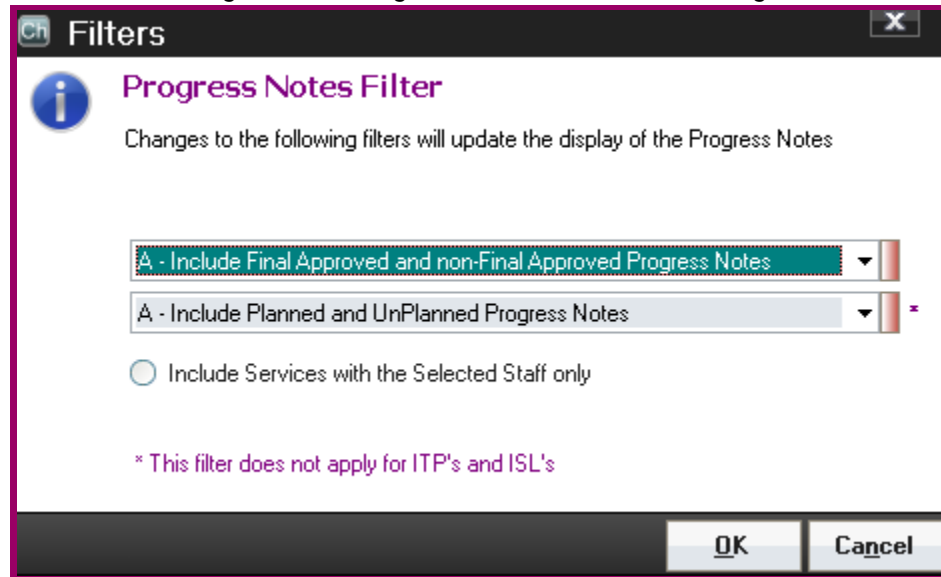 Ch Filters
X
Progress Notes Filter
Changes to the following filters will update the display of the Progress Notes
A - Include Final Approved and non-Final Approved Progress Notes
A - Include Planned and UnPlanned Progress Notes
*
Include Services with the Selected Staff only
* This filter does not apply for ITP's and ISL's
OK
Cancel